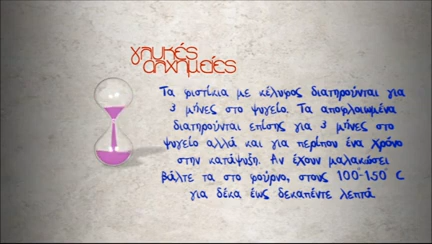 γλυκές
αλχημείες
Τα φιστίκια με κέλυφος διατηρούνται για
3 μήνες στο ψυγείο. Τα αποφλοιωμένα
διατηρούνται επίσης για 3 μήνες στο
ψυγείο αλλά και για περίπου ένα χρόνο
στην κατάψυξη. Αν έχουν μαλακώσει
βάλτε τα στο φούρνο, στους 100-150° C
για δέκα έως δεκαπέντε λεπτά